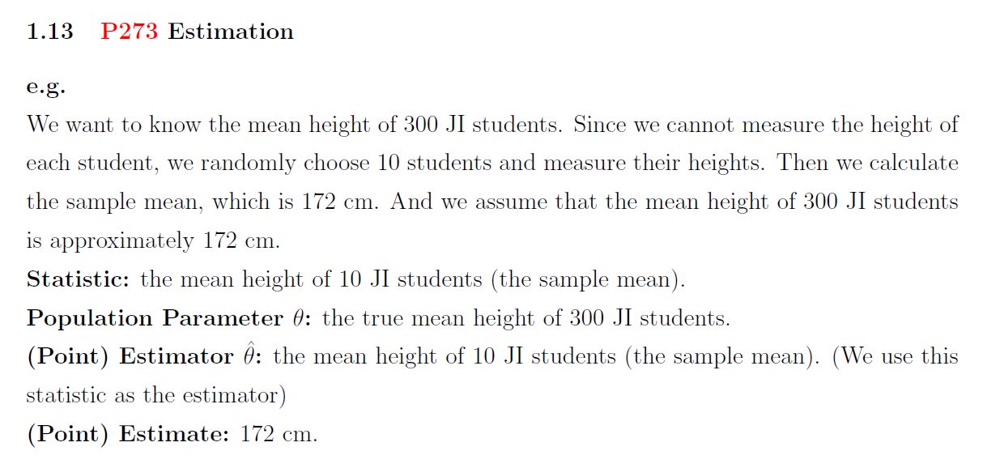 1.13 P273 Estimation
e.g.
We want to know the mean height of 300 JI students. Since we cannot measure the height of
each student, we randomly choose 10 students and measure their heights. Then we calculate
the sample mean, which is 172 cm. And we assume that the mean height of 300 JI students
is approximately 172 cm.
Statistic: the mean height of 10 JI students (the sample mean).
Population Parameter θ: the true mean height of 300 JI students.
(Point) Estimator θ̂: the mean height of 10 JI students (the sample mean). (We use this
statistic as the estimator)
(Point) Estimate: 172 cm.